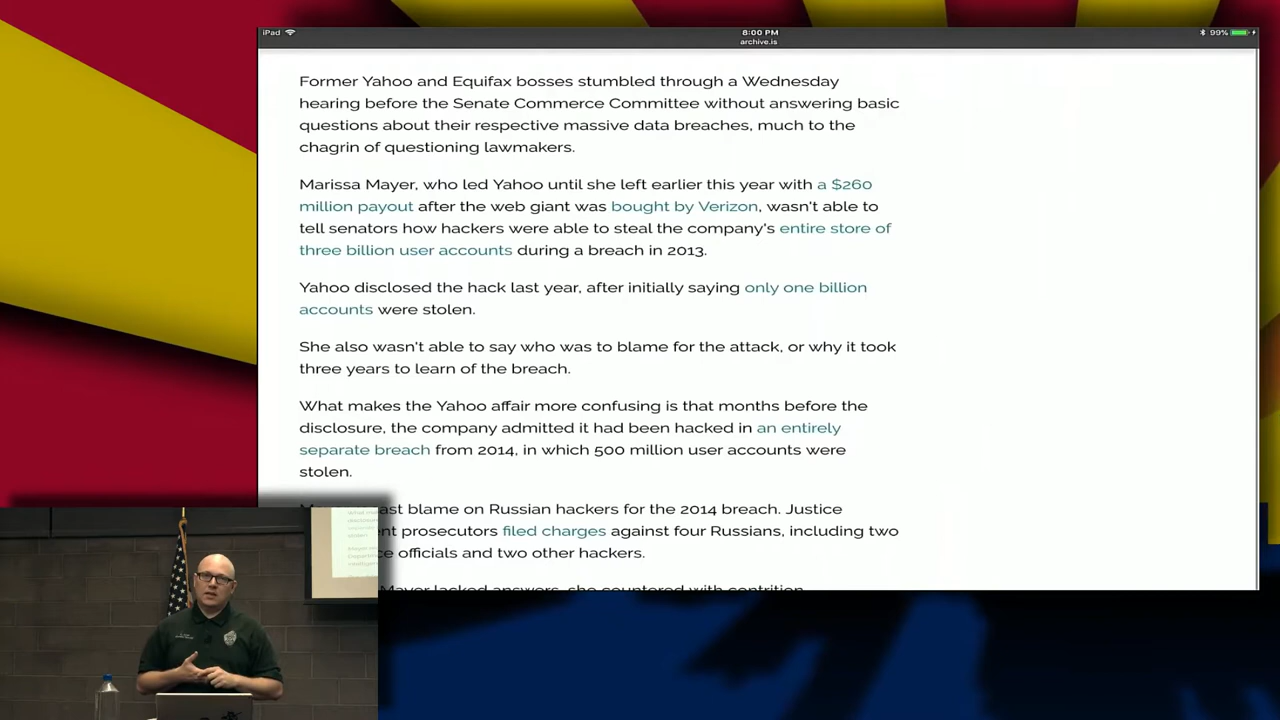 iPad
8:00 PM
99%
archive.is
Former Yahoo and Equifax bosses stumbled through a Wednesday
hearing before the Senate Commerce Committee without answering basic
questions about their respective massive data breaches, much to the
chagrin of questioning lawmakers.
Marissa Mayer, who led Yahoo until she left earlier this year with a $260
million payout after the web giant was bought by Verizon, wasn't able to
tell senators how hackers were able to steal the company's entire store of
three billion user accounts during a breach in 2013.
Yahoo disclosed the hack last year, after initially saying only one billion
accounts were stolen.
She also wasn't able to say who was to blame for the attack, or why it took
three years to learn of the breach.
What makes the Yahoo affair more confusing is that months before the
disclosure, the company admitted it had been hacked in an entirely
separate breach from 2014, in which 500 million user accounts were
stolen.
blame on Russian hackers for the 2014 breach. Justice
prosecutors filed charges against four Russians, including two
officials and two other hackers.
Mayer lacked answers, she countered with contrition